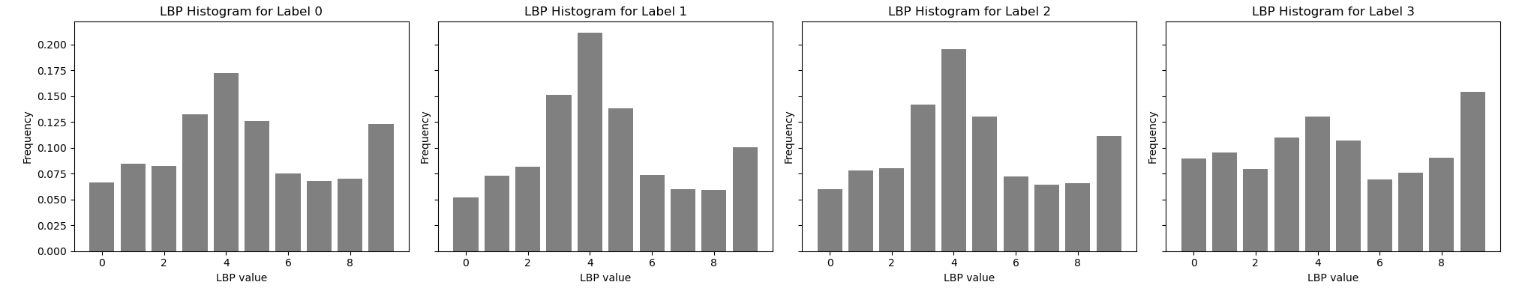 LBP Histogram for Label 0
LBP Histogram for Label 1
LBP Histogram for Label 2
LBP Histogram for Label 3
0.200
0.175
0.150
0.125
0.100
0.075
0.050
0.025
0.000
Frequency
Frequency
Frequency
Frequency
0 2 4 6 8
0 2 4 6 8
0 2 4 6 8
0 2 4 6 8
LBP value
LBP value
LBP value
LBP value